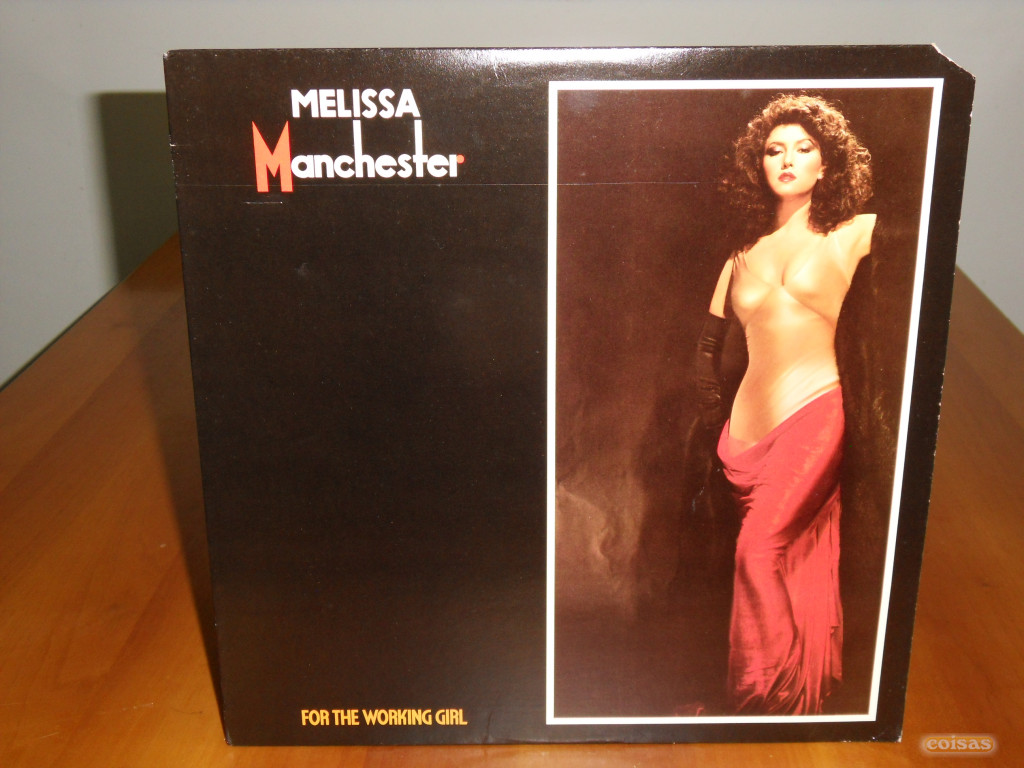 MELISSA
Manchester
FOR THE WORKING GIRL
coisas